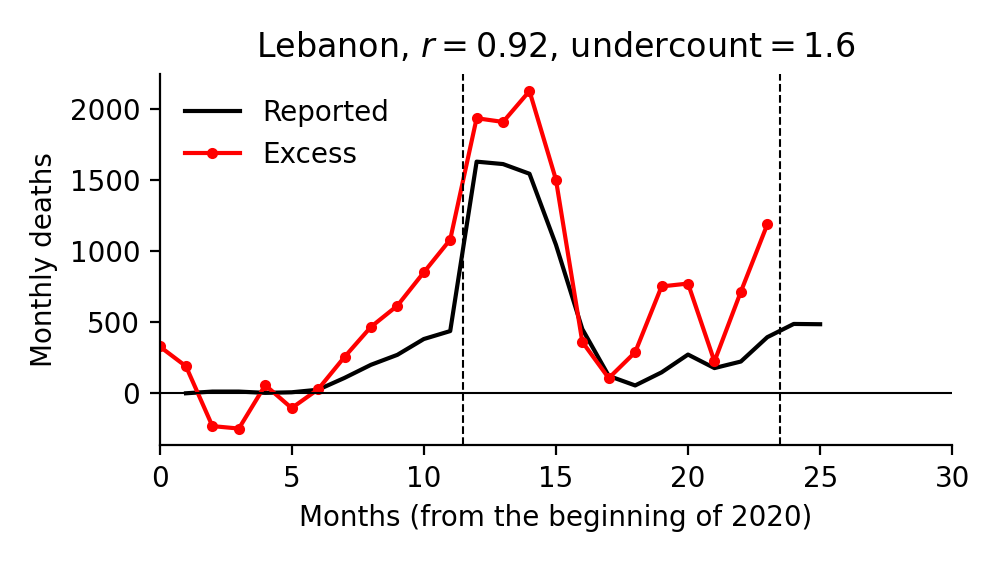 Lebanon, r = 0.92, undercount = 1.6
Reported
Excess
Monthly deaths
2000
1500
1000
500
0
0 5 10 15 20 25 30
Months (from the beginning of 2020)